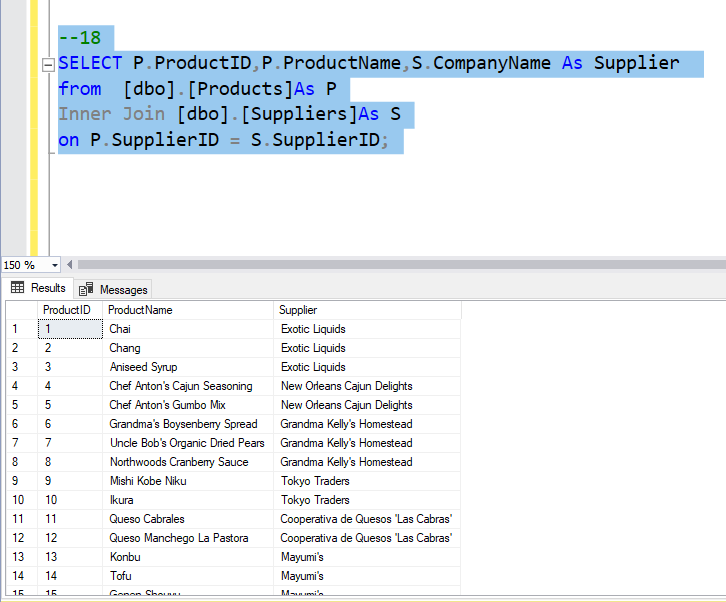 --18
SELECT P.ProductID,P.ProductName,S.CompanyName As Supplier
from  [dbo].[Products]As P
Inner Join [dbo].[Suppliers]As S
on P.SupplierID = S.SupplierID;
150 %
Results Messages
ProductID ProductName Supplier
1 1 Chai Exotic Liquids
2 2 Chang Exotic Liquids
3 3 Aniseed Syrup Exotic Liquids
4 4 Chef Anton's Cajun Seasoning New Orleans Cajun Delights
5 5 Chef Anton's Gumbo Mix New Orleans Cajun Delights
6 6 Grandma's Boysenberry Spread Grandma Kelly's Homestead
7 7 Uncle Bob's Organic Dried Pears Grandma Kelly's Homestead
8 8 Northwoods Cranberry Sauce Grandma Kelly's Homestead
9 9 Mishi Kobe Niku Tokyo Traders
10 10 Ikura Tokyo Traders
11 11 Queso Cabrales Cooperativa de Quesos 'Las Cabras'
12 12 Queso Manchego La Pastora Cooperativa de Quesos 'Las Cabras'
13 13 Konbu Mayumi's
14 14 Tofu Mayumi's
15 15 Genen Shouyu Mayumi's